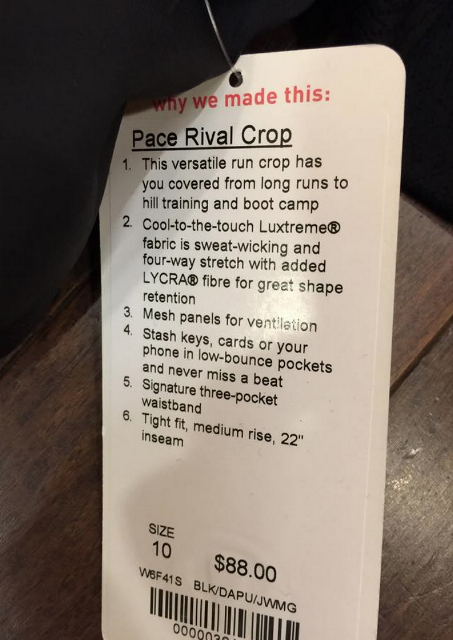 why we made this:
Pace Rival Crop
1. This versatile run crop has
you covered from long runs to
hill training and boot camp
2. Cool-to-the-touch Luxtreme®
fabric is sweat-wicking and
four-way stretch with added
LYCRA® fibre for great shape
retention
3. Mesh panels for ventilation
4. Stash keys, cards or your
phone in low-bounce pockets
and never miss a beat
5. Signature three-pocket
waistband
6. Tight fit, medium rise, 22"
inseam
SIZE
10
$88.00
W6F41S BLK/DAPU/JWMG